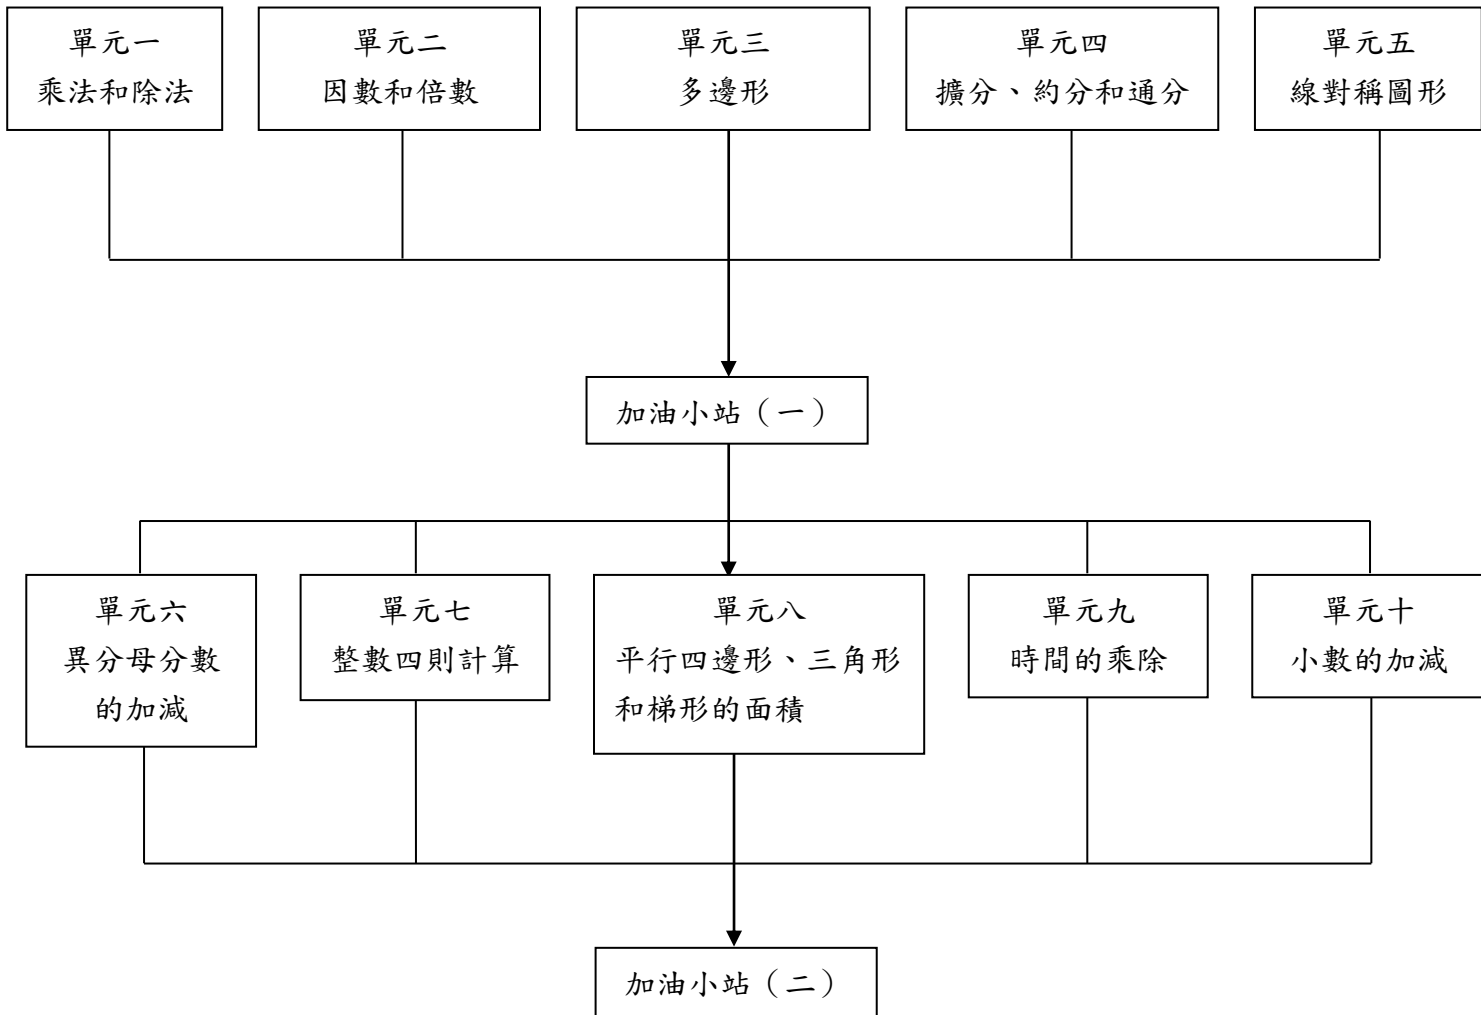 單元一
乘法和除法
單元二
因數和倍數
單元三
多邊形
單元四
擴分、約分和通分
單元五
線對稱圖形
加油小站（一）
單元六
異分母分數
的加減
單元七
整數四則計算
單元八
平行四邊形、三角形
和梯形的面積
單元九
時間的乘除
單元十
小數的加減
加油小站（二）